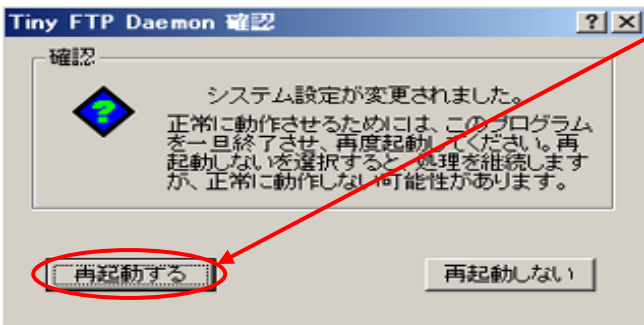 Tiny FTP Daemon 確認
確認
システム設定が変更されました。
正常に動作させるためには、このプログラム
を一旦終了させ、再度起動してください。再
起動しないを選択すると、処理を継続します
が、正常に動作しない可能性があります。
再起動する
再起動しない